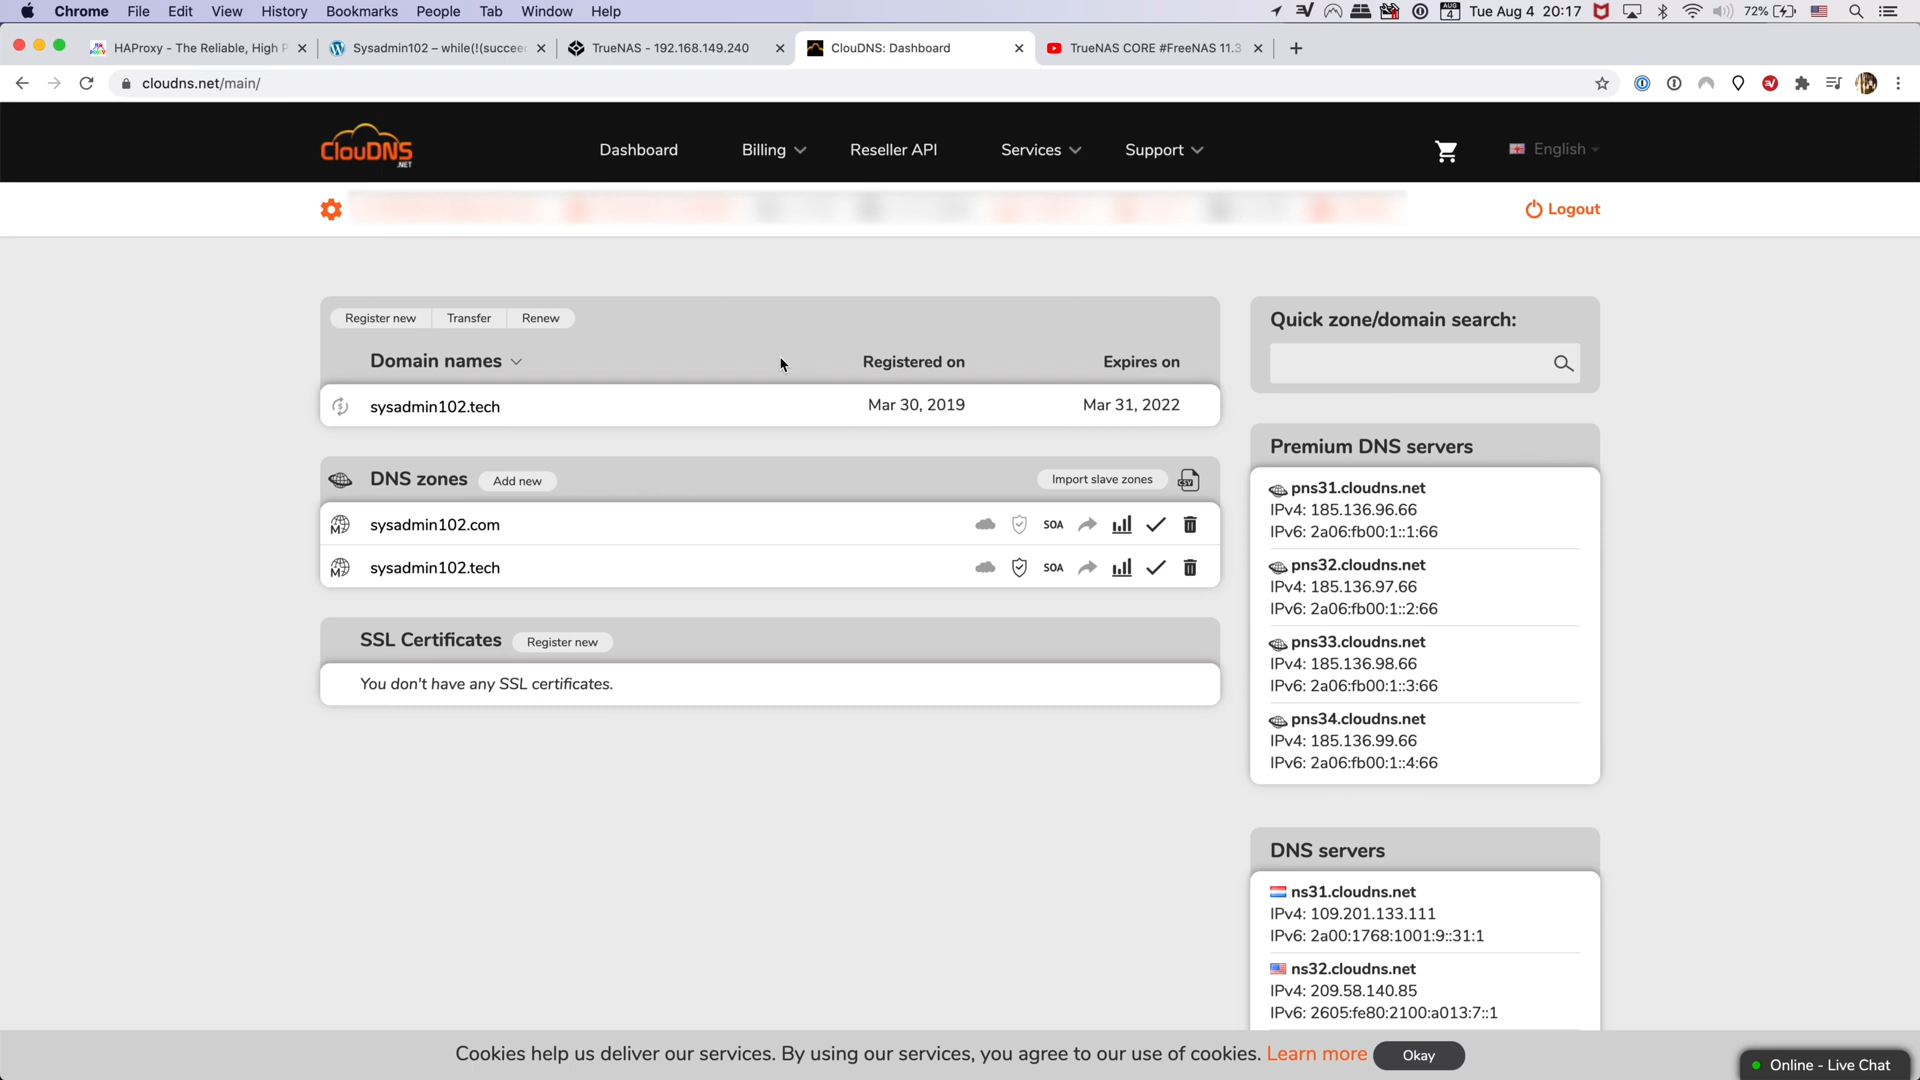 Chrome File Edit View History Bookmarks People Tab Window Help
AUG 4 Tue Aug 4 20:17 72%
HAProxy - The Reliable, High P
Sysadmin102 – while(!(succeed
TrueNAS - 192.168.149.240
ClouDNS: Dashboard
TrueNAS CORE #FreeNAS 11.3
cloudns.net/main/
ClouDNS .NET
Dashboard Billing Reseller API Services Support English
Logout
Register new Transfer Renew
Domain names Registered on Expires on
sysadmin102.tech Mar 30, 2019 Mar 31, 2022
DNS zones Add new Import slave zones CSV
M sysadmin102.com SOA
M sysadmin102.tech SOA
SSL Certificates Register new
You don't have any SSL certificates.
Quick zone/domain search:
Premium DNS servers
pns31.cloudns.net
IPv4: 185.136.96.66
IPv6: 2a06:fb00:1::1:66
pns32.cloudns.net
IPv4: 185.136.97.66
IPv6: 2a06:fb00:1::2:66
pns33.cloudns.net
IPv4: 185.136.98.66
IPv6: 2a06:fb00:1::3:66
pns34.cloudns.net
IPv4: 185.136.99.66
IPv6: 2a06:fb00:1::4:66
DNS servers
ns31.cloudns.net
IPv4: 109.201.133.111
IPv6: 2a00:1768:1001:9::31:1
ns32.cloudns.net
IPv4: 209.58.140.85
IPv6: 2605:fe80:2100:a013:7::1
Cookies help us deliver our services. By using our services, you agree to our use of cookies. Learn more Okay
Online - Live Chat